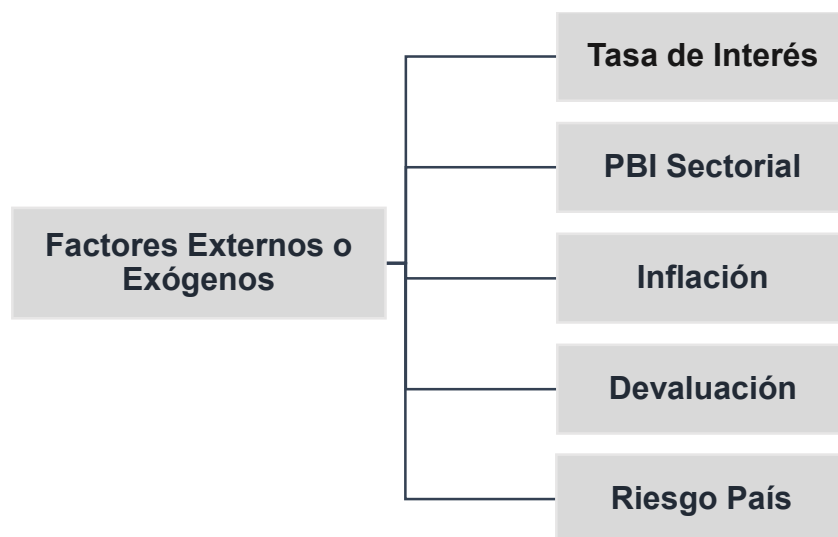 Factores Externos o
Exógenos
Tasa de Interés
PBI Sectorial
Inflación
Devaluación
Riesgo País